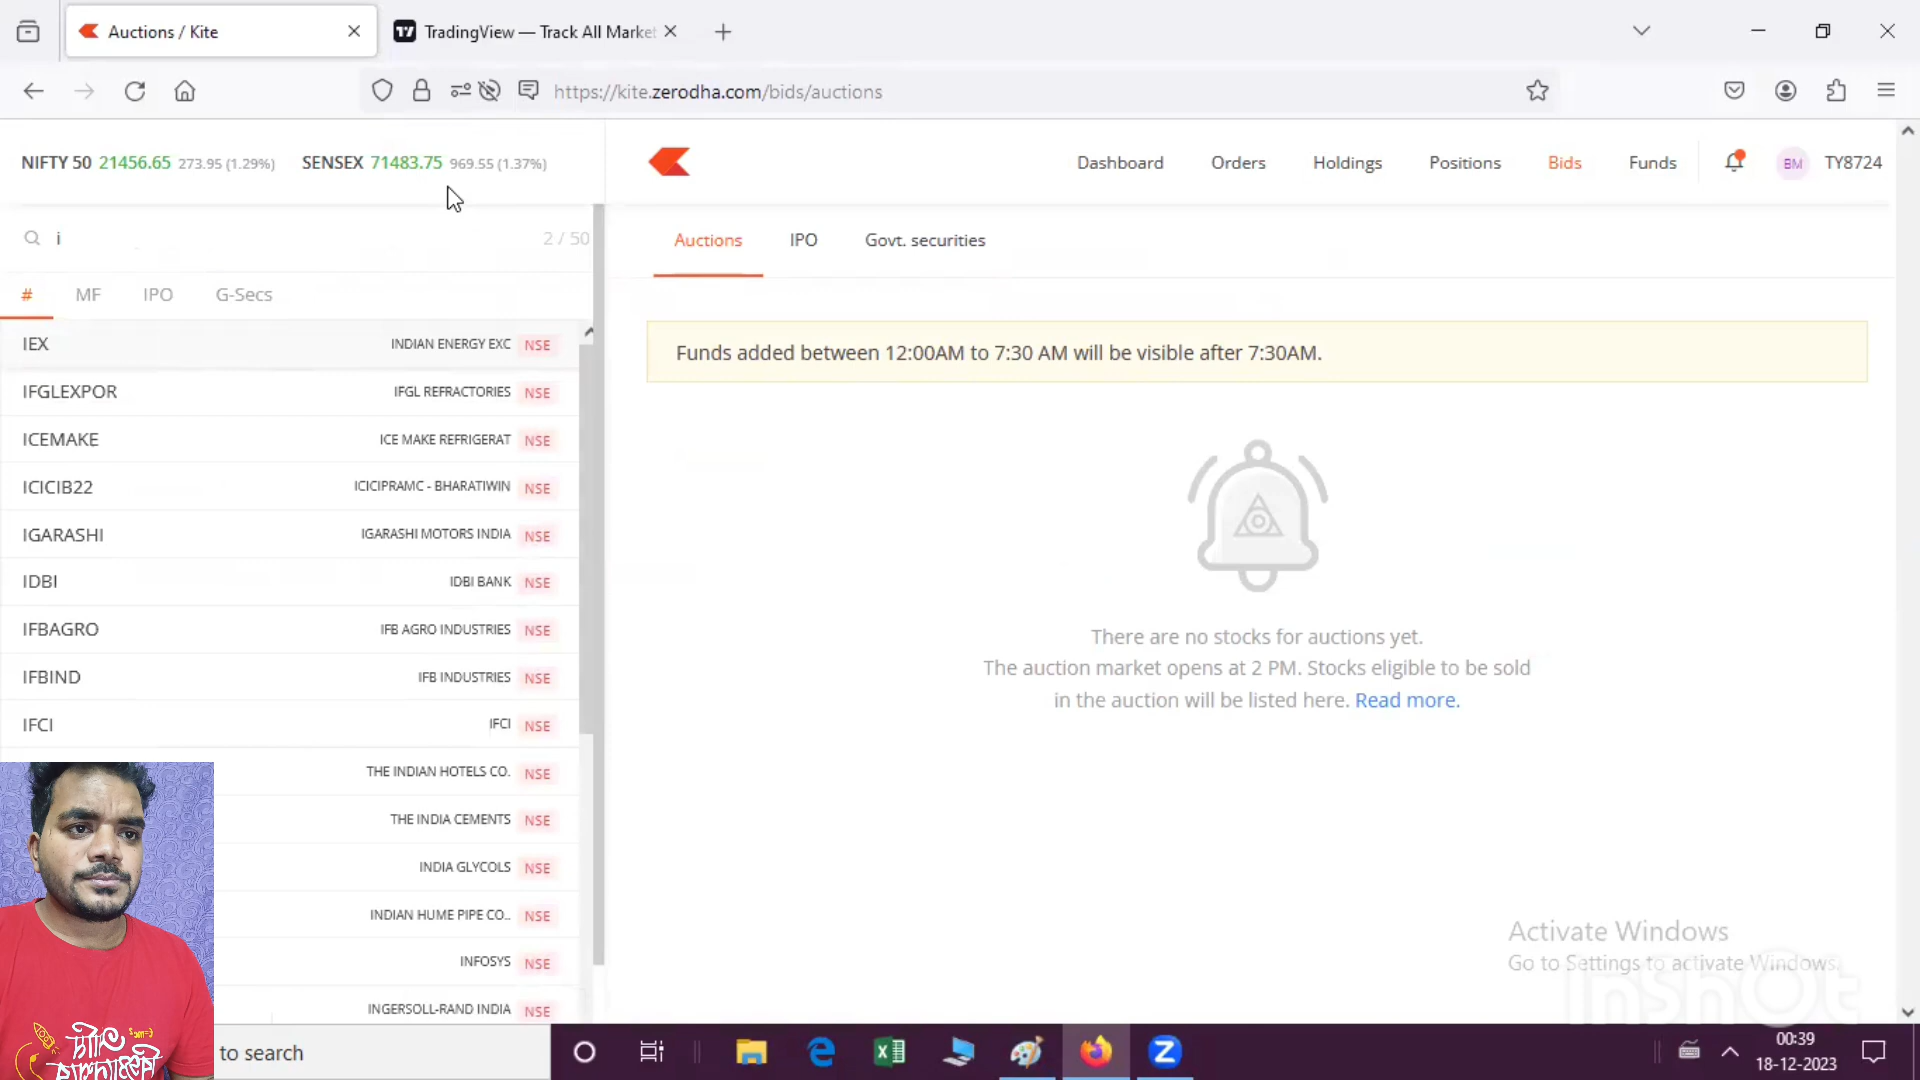 Auctions / Kite
TradingView — Track All Market
https://kite.zerodha.com/bids/auctions
NIFTY 50 21456.65 273.95 (1.29%) SENSEX 71483.75 969.55 (1.37%)
Dashboard Orders Holdings Positions Bids Funds BM TY8724
i 2 / 50
Auctions IPO Govt. securities
# MF IPO G-Secs
Funds added between 12:00AM to 7:30 AM will be visible after 7:30AM.
IEX INDIAN ENERGY EXC NSE
IFGLEXPOR IFGL REFRACTORIES NSE
ICEMAKE ICE MAKE REFRIGERAT NSE
ICICIB22 ICICIPRAMC - BHARATIWIN NSE
IGARASHI IGARASHI MOTORS INDIA NSE
IDBI IDBI BANK NSE
IFBAGRO IFB AGRO INDUSTRIES NSE
IFBIND IFB INDUSTRIES NSE
IFCI IFCI NSE
THE INDIAN HOTELS CO. NSE
THE INDIA CEMENTS NSE
INDIA GLYCOLS NSE
INDIAN HUME PIPE CO.. NSE
INFOSYS NSE
INGERSOLL-RAND INDIA NSE
There are no stocks for auctions yet.
The auction market opens at 2 PM. Stocks eligible to be sold
in the auction will be listed here. Read more.
Activate Windows
Go to Settings to activate Windows.
InShOt
to search
00:39
18-12-2023